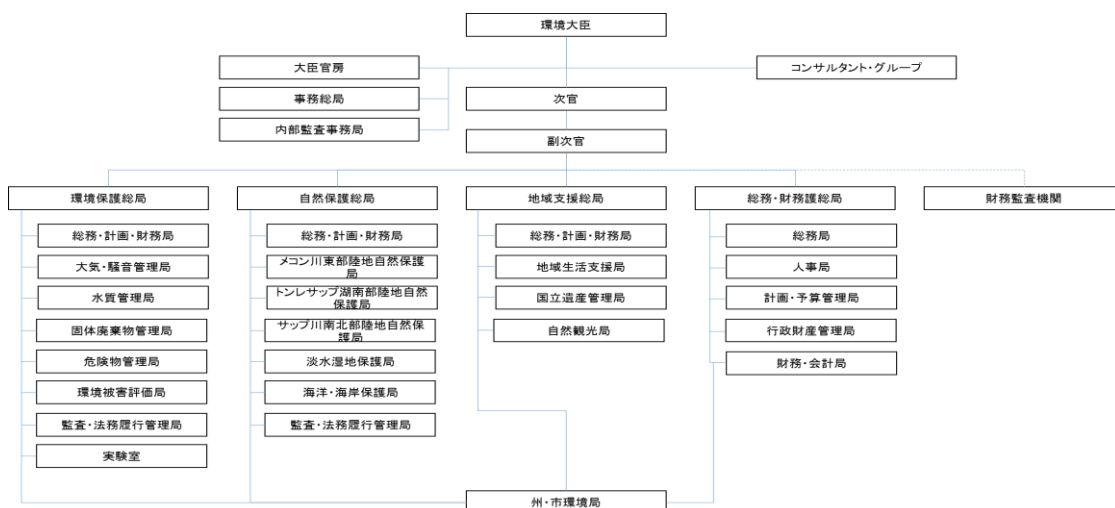 環境大臣
大臣官房
コンサルタント・グループ
事務総局
次官
内部監査事務局
副次官
環境保護総局
自然保護総局
地域支援総局
総務・財務護総局
財務監査機関
総務・計画・財務局
大気・騒音管理局
水質管理局
固体廃棄物管理局
危険物管理局
環境被害評価局
監査・法務履行管理局
実験室
総務・計画・財務局
メコン川東部陸地自然保護
局
トンレサップ湖南部陸地自然
保護局
サップ川南北部陸地自然保
護局
淡水湿地保護局
海洋・海岸保護局
監査・法務履行管理局
総務・計画・財務局
地域生活支援局
国立遺産管理局
自然観光局
総務局
人事局
計画・予算管理局
行政財産管理局
財務・会計局
州・市環境局